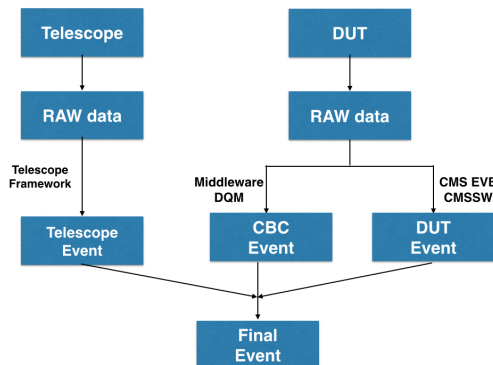 Telescope
DUT
RAW data
RAW data
Telescope
Framework
Middleware
DQM
CMS EVE
CMSSW
Telescope
Event
CBC
Event
DUT
Event
Final
Event